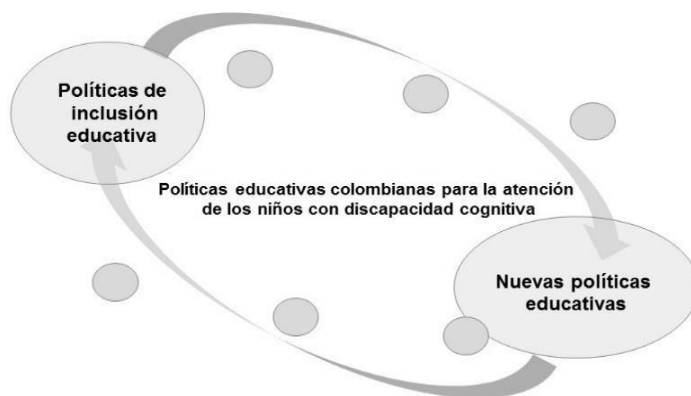 Políticas de
inclusión
educativa
Políticas educativas colombianas para la atención
de los niños con discapacidad cognitiva
Nuevas políticas
educativas